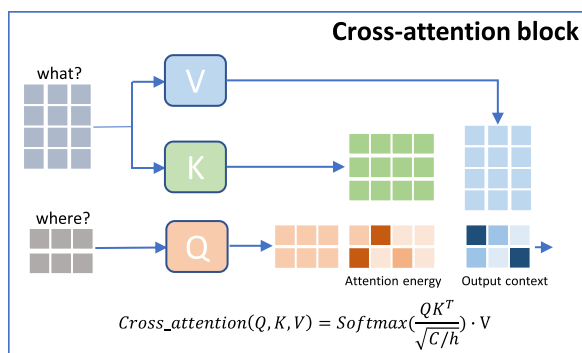 Cross-attention block
what?
V
K
where?
Q
Attention energy
Output context
Cross_attention(Q, K, V) = Softmax(QK^T / √C/h) · V